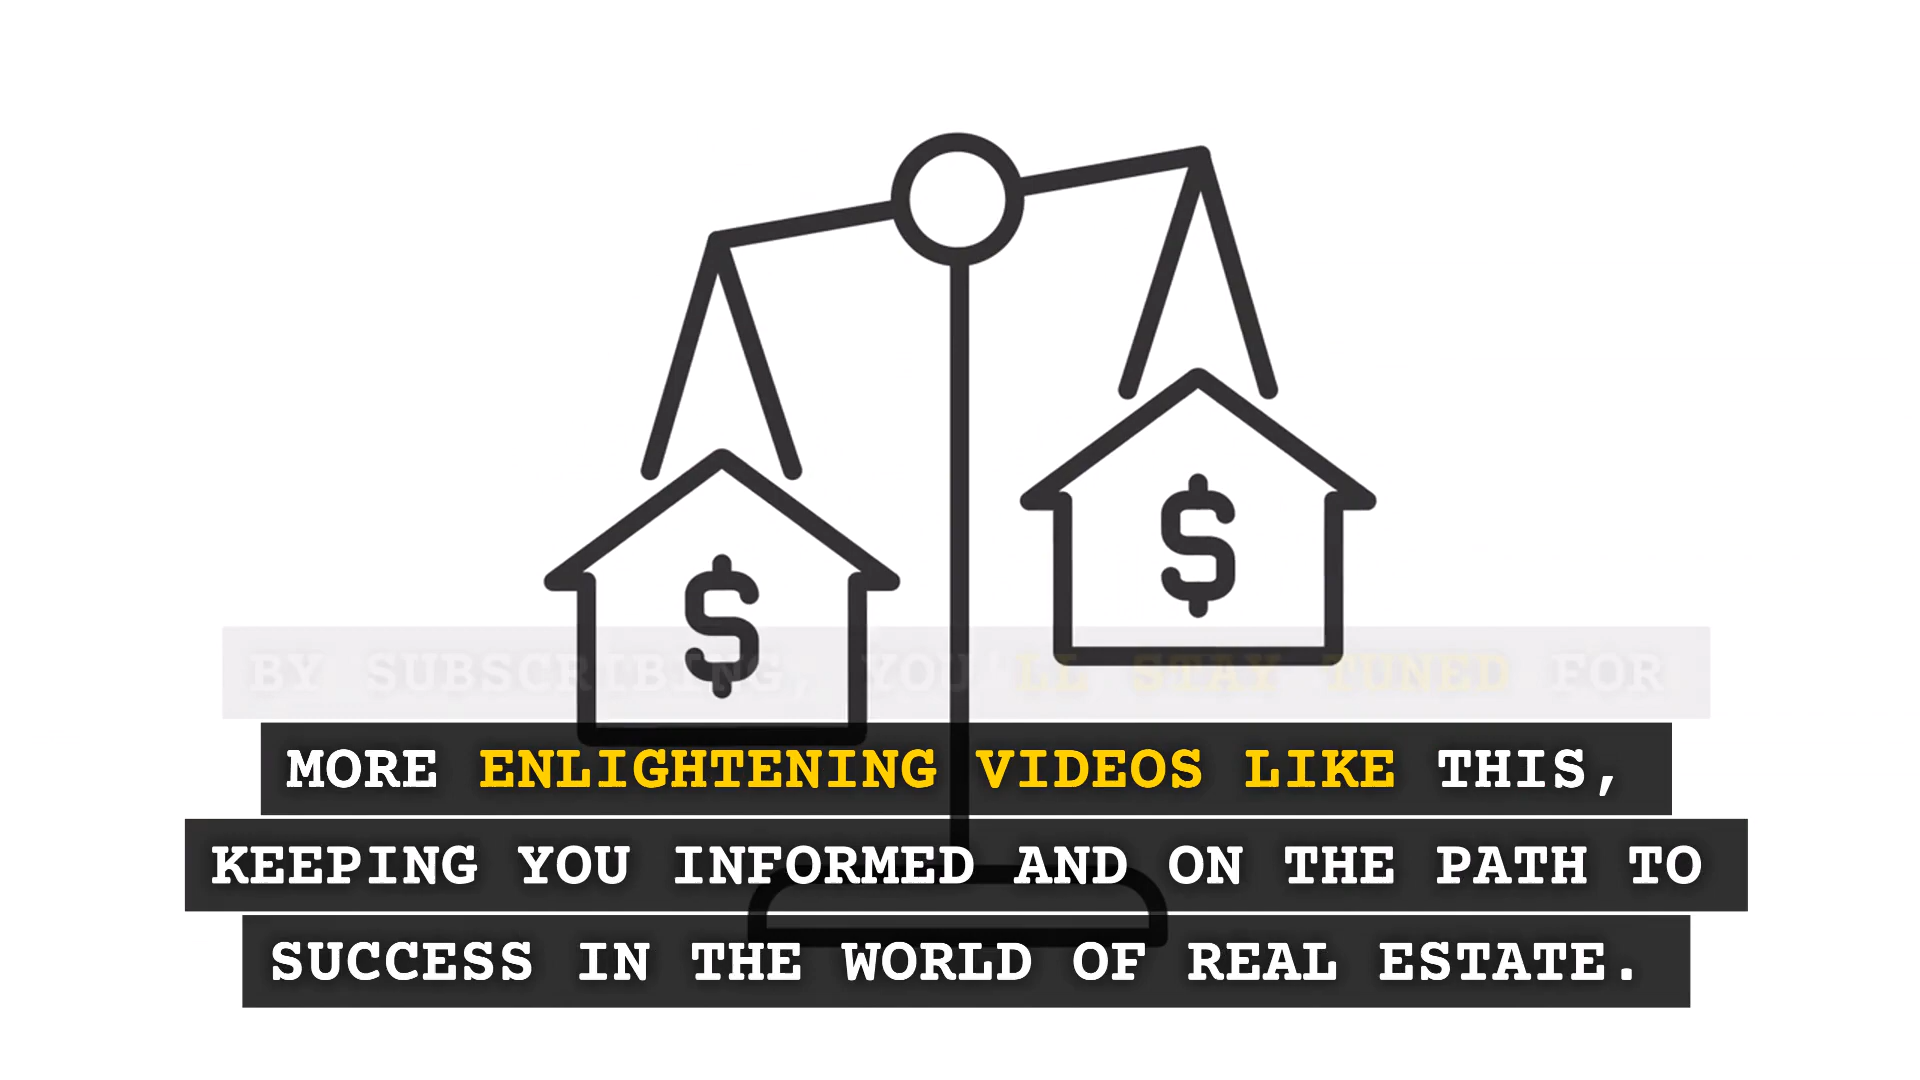 $
$
BY SUBSCRIBING, YOU'LL STAY TUNED FOR
MORE ENLIGHTENING VIDEOS LIKE THIS,
KEEPING YOU INFORMED AND ON THE PATH TO
SUCCESS IN THE WORLD OF REAL ESTATE.